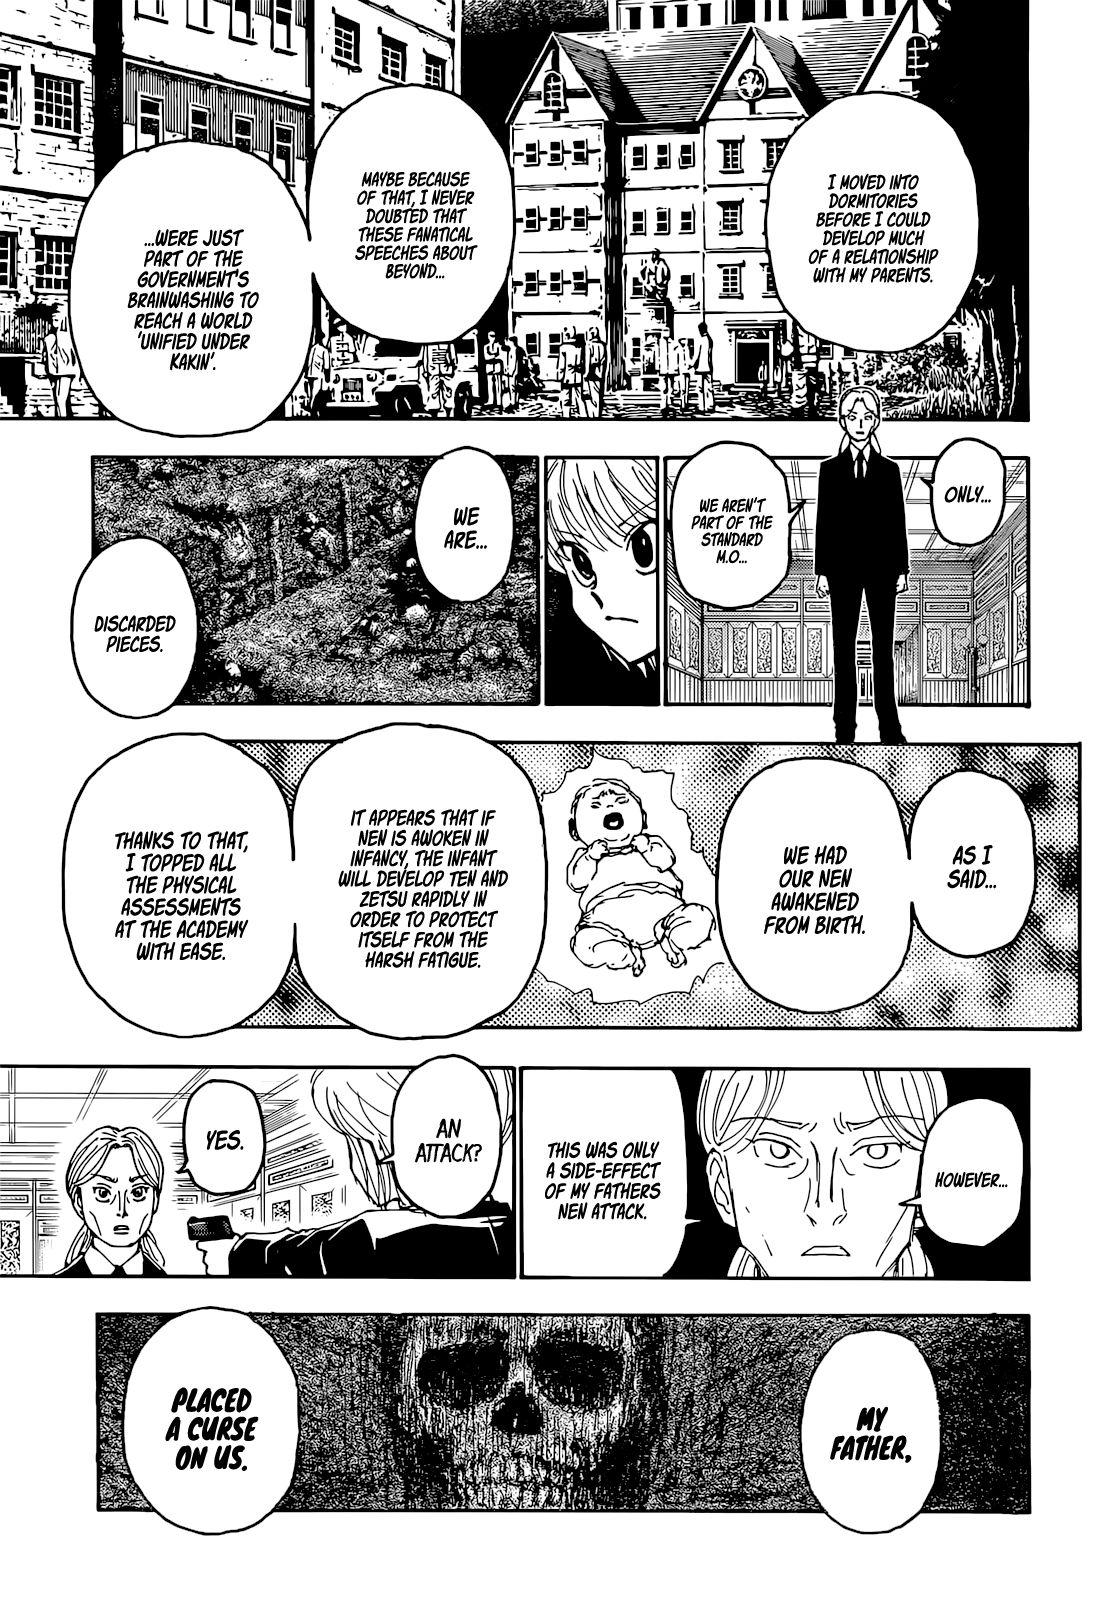 I MOVED INTO
DORMITORIES
BEFORE I COULD
DEVELOP MUCH
OF A RELATIONSHIP
WITH MY PARENTS.
MAYBE BECAUSE
OF THAT, I NEVER
DOUBTED THAT
THESE FANATICAL
SPEECHES ABOUT
BEYOND...
...WERE JUST
PART OF THE
GOVERNMENT'S
BRAINWASHING TO
REACH A WORLD
'UNIFIED UNDER
KAKIN'.
ONLY...
WE AREN'T
PART OF THE
STANDARD
M.O...
WE
ARE...
DISCARDED
PIECES.
AS I
SAID...
WE HAD
OUR NEN
AWAKENED
FROM BIRTH.
IT APPEARS THAT IF
NEN IS AWOKEN IN
INFANCY, THE INFANT
WILL DEVELOP TEN AND
ZETSU RAPIDLY IN
ORDER TO PROTECT
ITSELF FROM THE
HARSH FATIGUE.
THANKS TO THAT,
I TOPPED ALL
THE PHYSICAL
ASSESSMENTS
AT THE ACADEMY
WITH EASE.
HOWEVER...
THIS WAS ONLY
A SIDE-EFFECT
OF MY FATHERS
NEN ATTACK.
AN
ATTACK?
YES.
MY
FATHER,
PLACED
A CURSE
ON US.